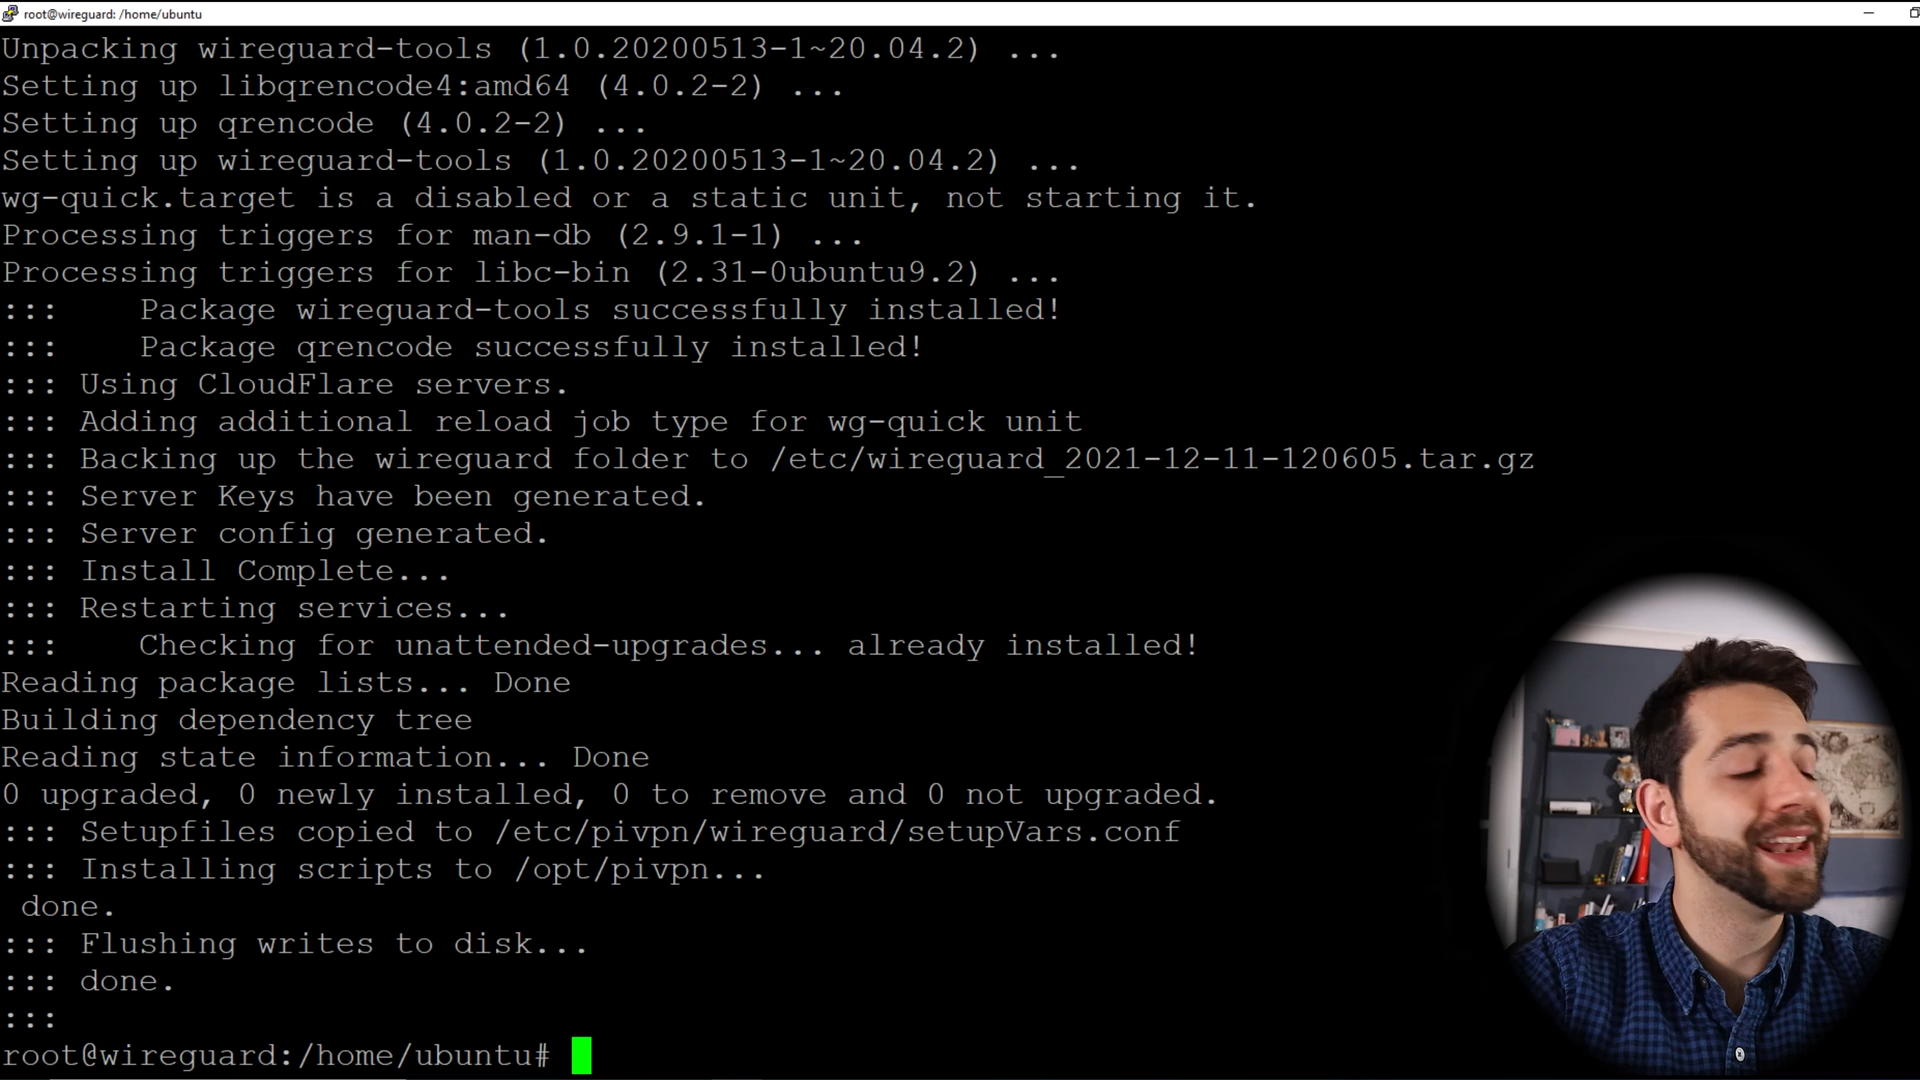 root@wireguard: /home/ubuntu
Unpacking wireguard-tools (1.0.20200513-1~20.04.2) ...
Setting up libqrencode4:amd64 (4.0.2-2) ...
Setting up qrencode (4.0.2-2) ...
Setting up wireguard-tools (1.0.20200513-1~20.04.2) ...
wg-quick.target is a disabled or a static unit, not starting it.
Processing triggers for man-db (2.9.1-1) ...
Processing triggers for libc-bin (2.31-0ubuntu9.2) ...
:::    Package wireguard-tools successfully installed!
:::    Package qrencode successfully installed!
::: Using CloudFlare servers.
::: Adding additional reload job type for wg-quick unit
::: Backing up the wireguard folder to /etc/wireguard_2021-12-11-120605.tar.gz
::: Server Keys have been generated.
::: Server config generated.
::: Install Complete...
::: Restarting services...
:::    Checking for unattended-upgrades... already installed!
Reading package lists... Done
Building dependency tree
Reading state information... Done
0 upgraded, 0 newly installed, 0 to remove and 0 not upgraded.
::: Setupfiles copied to /etc/pivpn/wireguard/setupVars.conf
::: Installing scripts to /opt/pivpn...
 done.
::: Flushing writes to disk...
::: done.
:::
root@wireguard:/home/ubuntu#